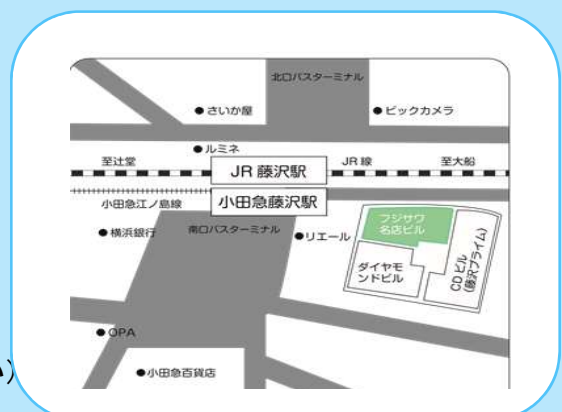 北口バスターミナル
さいか屋
ビックカメラ
ルミネ
至辻堂
JR 藤沢駅
JR 線
至大船
小田急江ノ島線
小田急藤沢駅
フジサワ
名店ビル
横浜銀行
南口バスターミナル
リエール
ダイヤモ
ンドビル
CDビル
(藤沢プライム)
OPA
小田急百貨店
い)